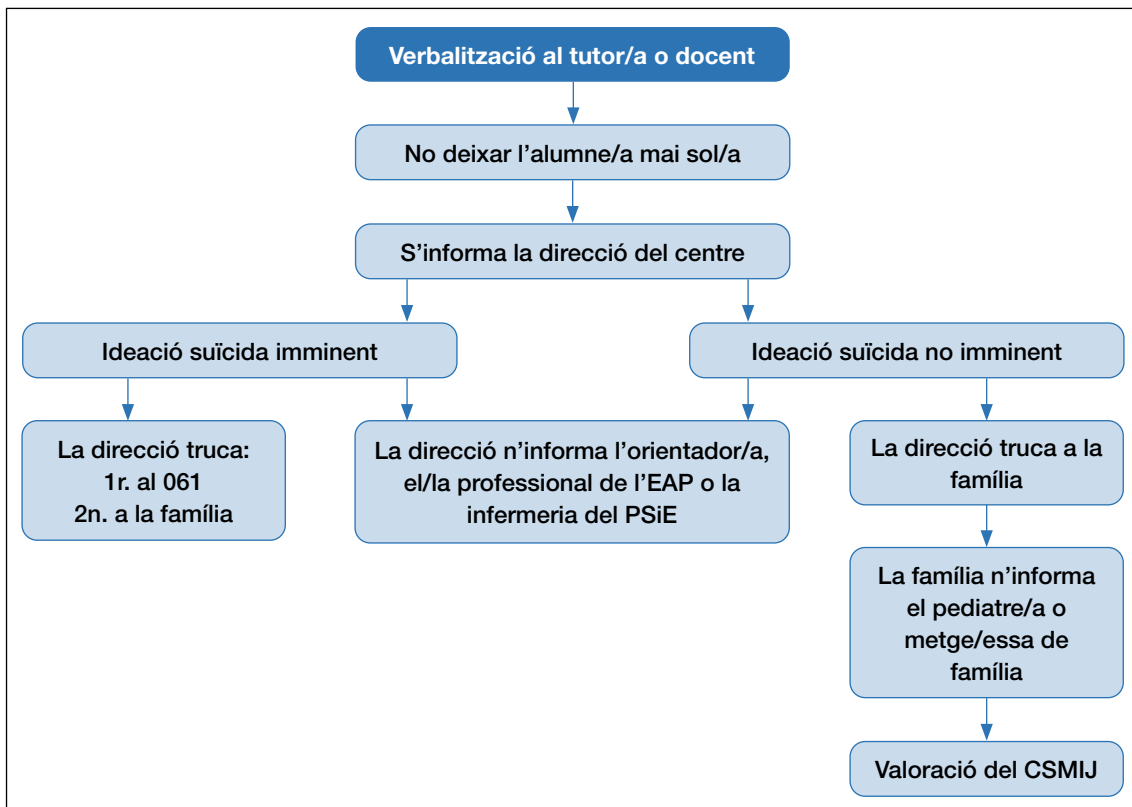 Verbalització al tutor/a o docent
No deixar l’alumne/a mai sol/a
S’informa la direcció del centre
Ideació suïcida imminent
Ideació suïcida no imminent
La direcció truca:
1r. al 061
2n. a la família
La direcció n’informa l’orientador/a,
el/la professional de l’EAP o la
infermeria del PSiE
La direcció truca a la
família
La família n’informa
el pediatre/a o
metge/essa de
família
Valoració del CSMIJ